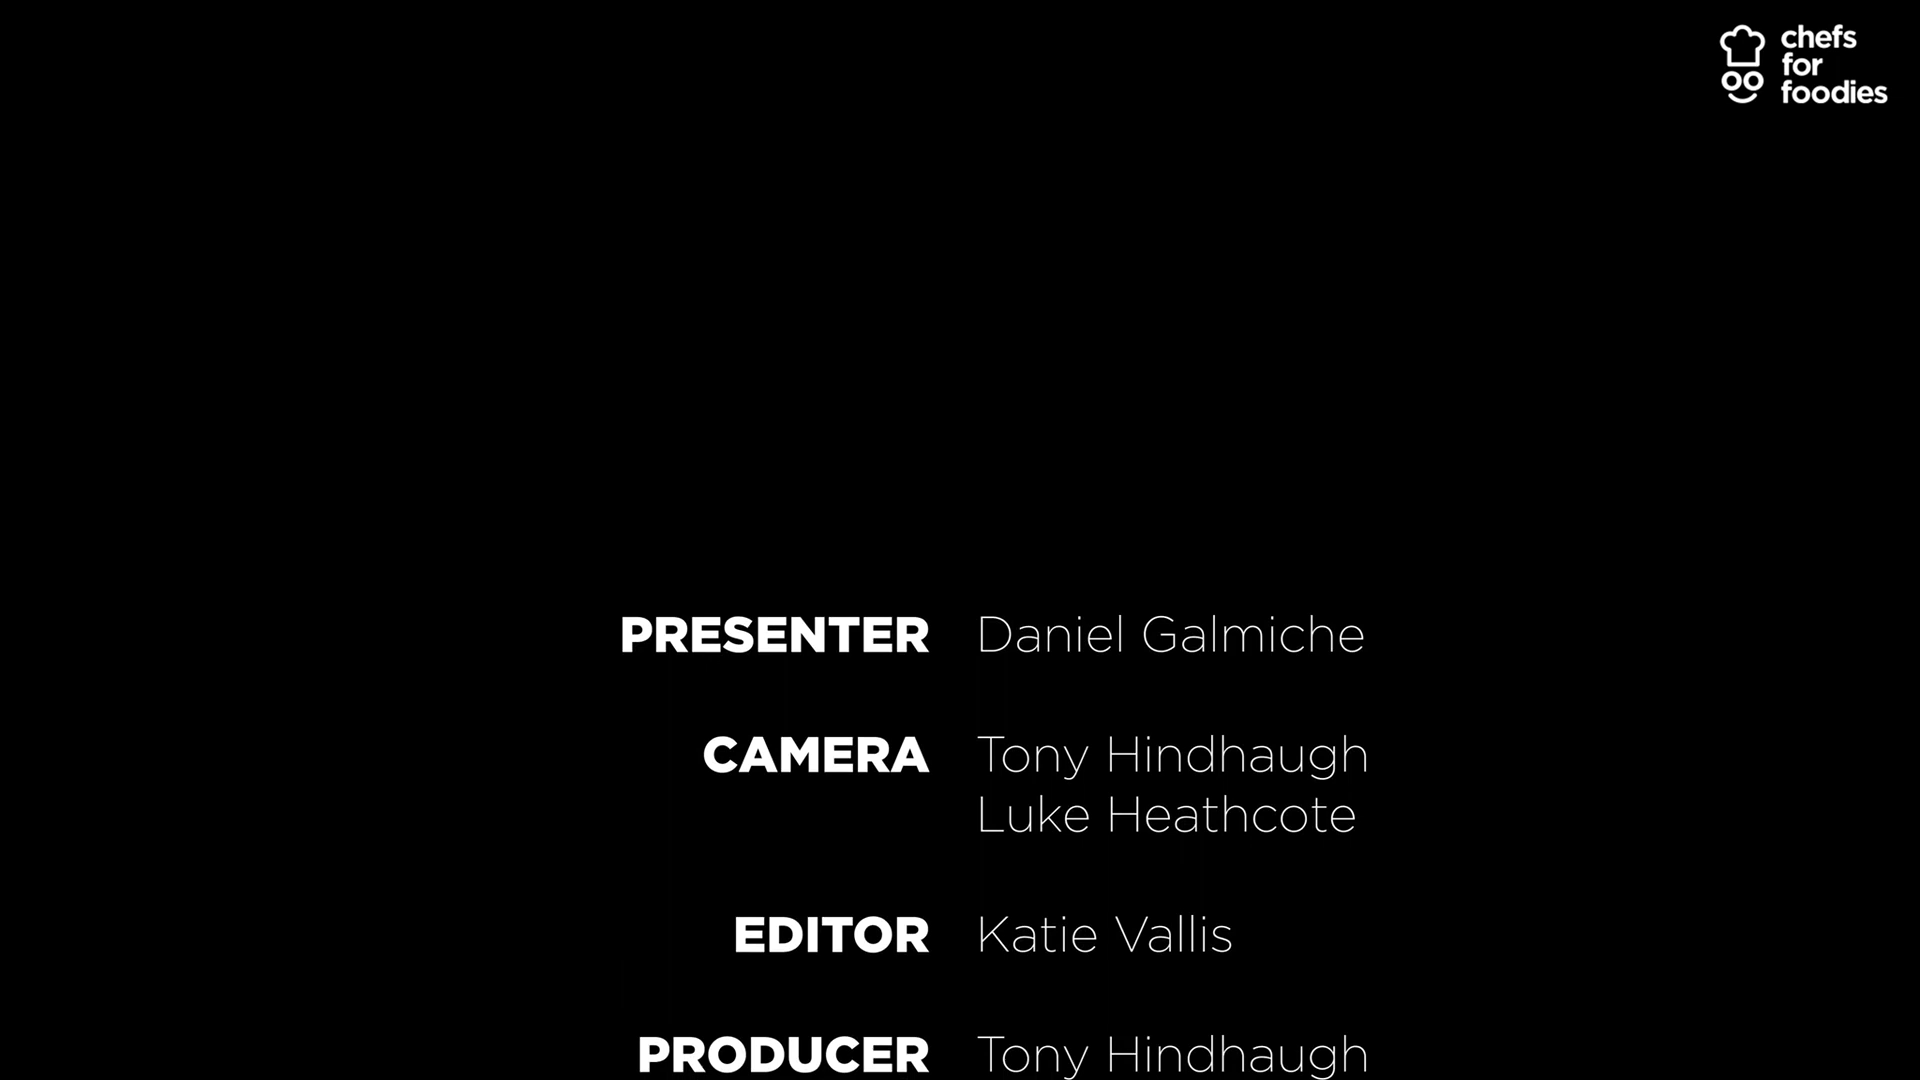 chefs
for
foodies
PRESENTER Daniel Galmiche
CAMERA Tony Hindhaugh
Luke Heathcote
EDITOR Katie Vallis
PRODUCER Tony Hindhaugh